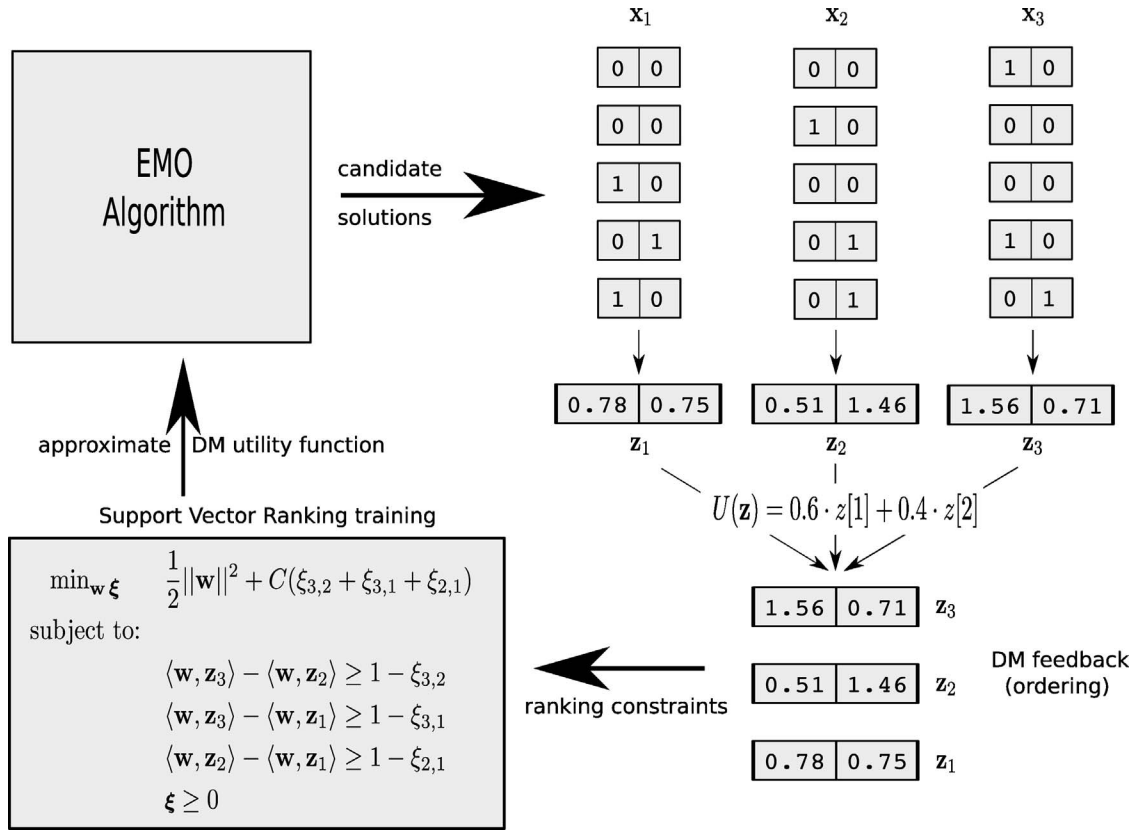 EMO
Algorithm
candidate
solutions
x₁ x₂ x₃
0 0 0 0 1 0
0 0 1 0 0 0
1 0 0 0 0 0
0 1 0 1 1 0
1 0 0 1 0 1
0.78 0.75 0.51 1.46 1.56 0.71
z₁ z₂ z₃
U(z) = 0.6 · z[1] + 0.4 · z[2]
1.56 0.71 z₃
0.51 1.46 z₂
0.78 0.75 z₁
DM feedback
(ordering)
ranking constraints
approximate DM utility function
Support Vector Ranking training
min_w ξ 1/2 ||w||² + C(ξ₃,₂ + ξ₃,₁ + ξ₂,₁)
subject to:
⟨w, z₃⟩ − ⟨w, z₂⟩ ≥ 1 − ξ₃,₂
⟨w, z₃⟩ − ⟨w, z₁⟩ ≥ 1 − ξ₃,₁
⟨w, z₂⟩ − ⟨w, z₁⟩ ≥ 1 − ξ₂,₁
ξ ≥ 0